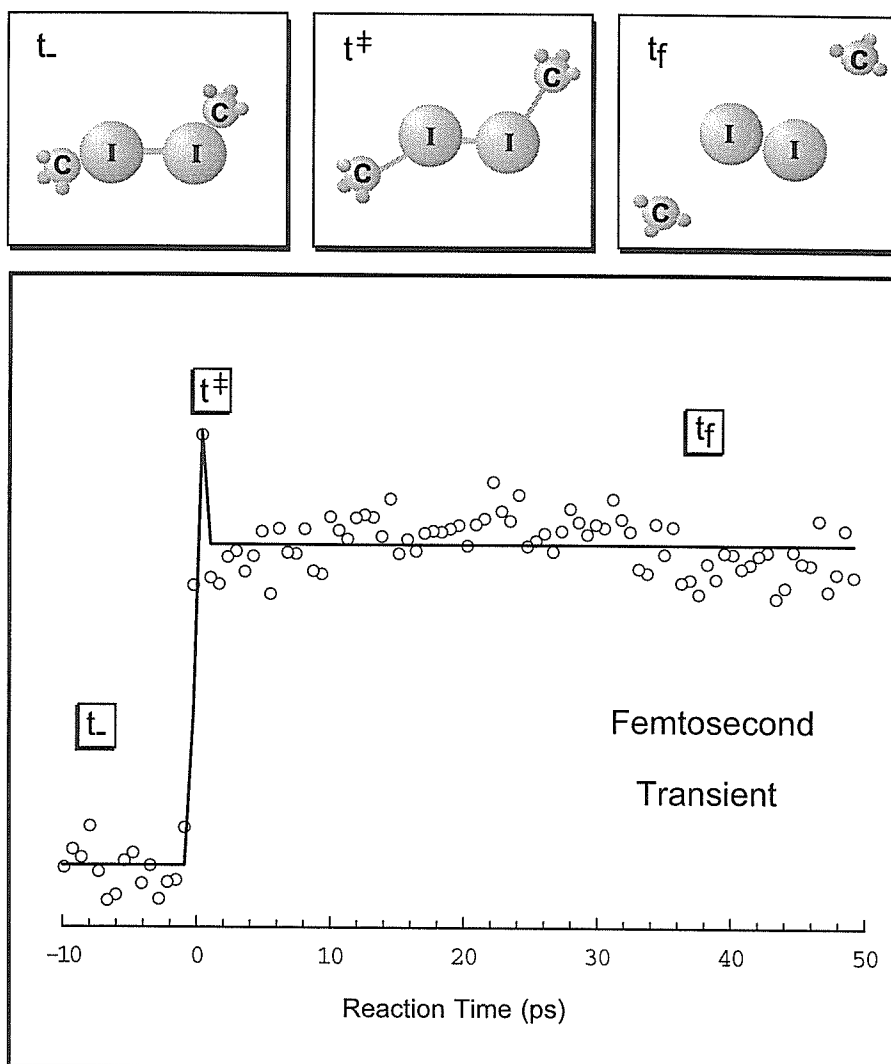 t₋ t‡ tf
C I I C
C I I C
C I I C
t‡
tf
t₋
Femtosecond
Transient
−10 0 10 20 30 40 50
Reaction Time (ps)